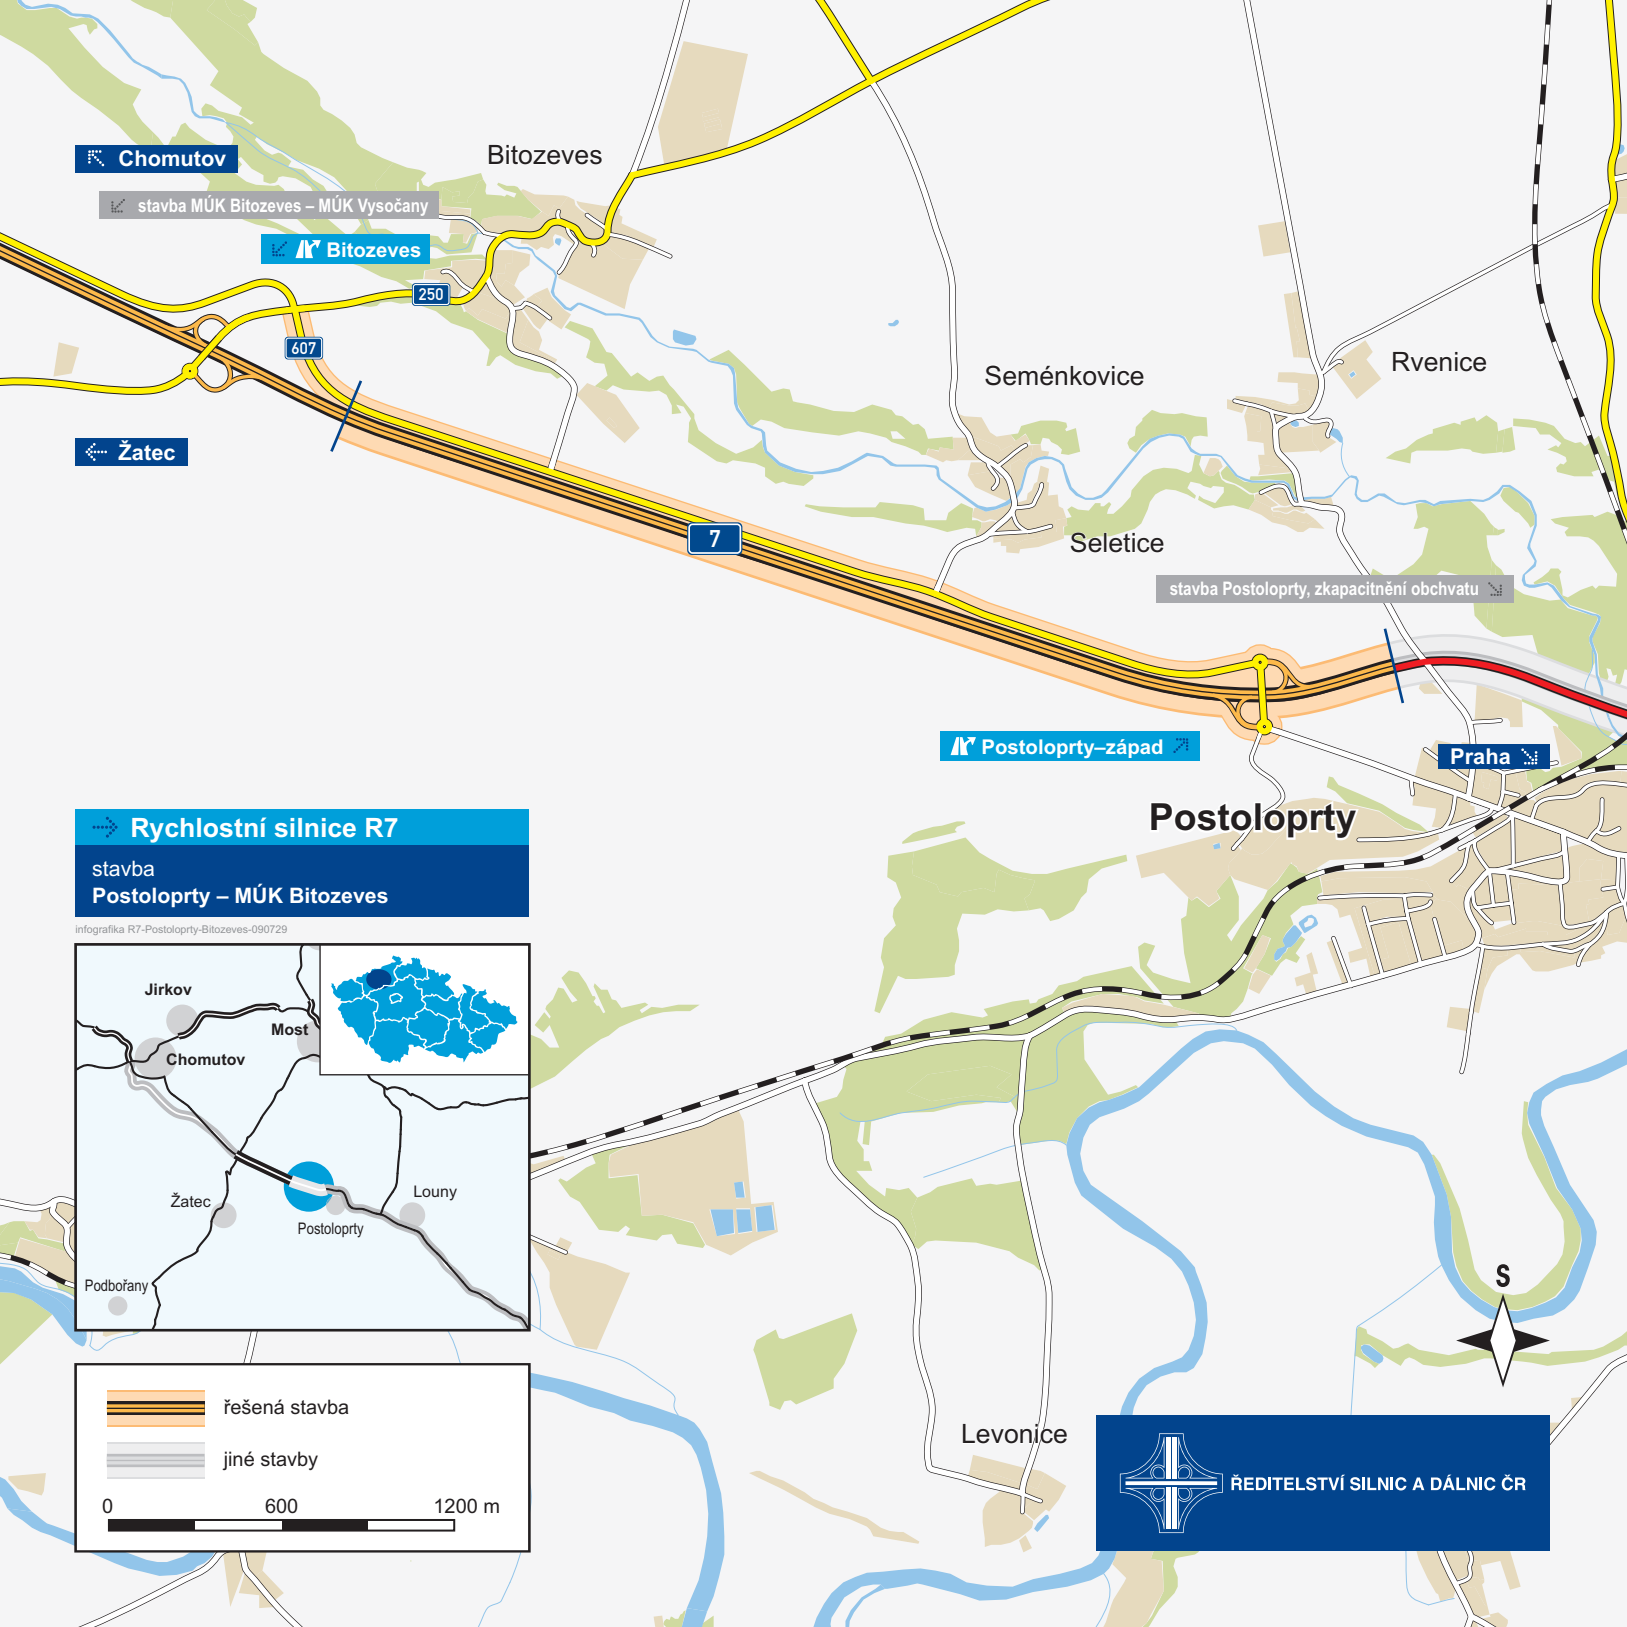 Chomutov
Bitozeves
stavba MÚK Bitozeves – MÚK Vysočany
Bitozeves
250
607
Žatec
Seménkovice
Rvenice
7
Seletice
stavba Postoloprty, zkapacitnění obchvatu
Postoloprty–západ
Praha
Postoloprty
Rychlostní silnice R7
stavba
Postoloprty – MÚK Bitozeves
infografika R7-Postoloprty-Bitozeves-090729
Jirkov
Most
Chomutov
Žatec
Louny
Postoloprty
Podbořany
S
řešená stavba
jiné stavby
0 600 1200 m
Levonice
ŘEDITELSTVÍ SILNIC A DÁLNIC ČR